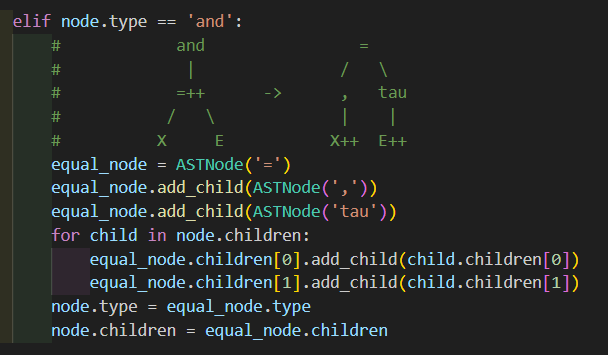 elif node.type == 'and':
    #            and                =
    #             |               /   \
    #            =++      ->      ,   tau
    #           /   \             |    |
    #          X     E           X++  E++
    equal_node = ASTNode('=')
    equal_node.add_child(ASTNode(','))
    equal_node.add_child(ASTNode('tau'))
    for child in node.children:
        equal_node.children[0].add_child(child.children[0])
        equal_node.children[1].add_child(child.children[1])
    node.type = equal_node.type
    node.children = equal_node.children